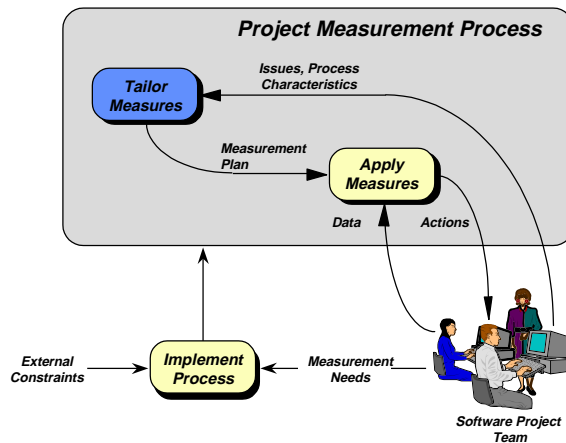 Project Measurement Process
Issues, Process
Characteristics
Tailor
Measures
Measurement
Plan
Apply
Measures
Data
Actions
External
Constraints
Implement
Process
Measurement
Needs
Software Project
Team